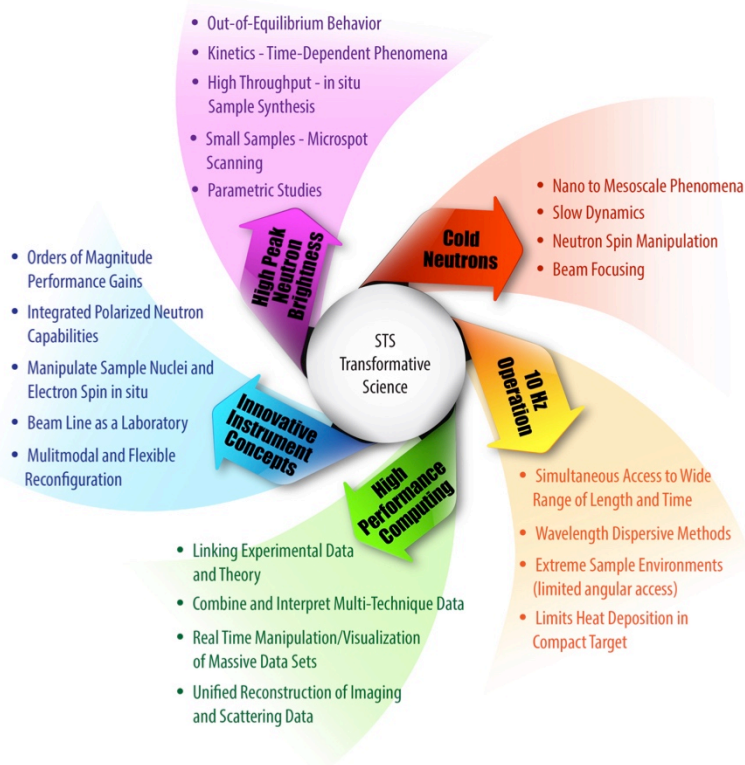 • Out-of-Equilibrium Behavior
• Kinetics - Time-Dependent Phenomena
• High Throughput - in situ
Sample Synthesis
• Small Samples - Microspot
Scanning
• Parametric Studies
High Peak
Neutron
Brightness
Cold
Neutrons
• Nano to Mesoscale Phenomena
• Slow Dynamics
• Neutron Spin Manipulation
• Beam Focusing
• Orders of Magnitude
Performance Gains
• Integrated Polarized Neutron
Capabilities
• Manipulate Sample Nuclei and
Electron Spin in situ
• Beam Line as a Laboratory
• Mulitmodal and Flexible
Reconfiguration
Innovative
Instrument
Concepts
STS
Transformative
Science
10 Hz
Operation
• Simultaneous Access to Wide
Range of Length and Time
• Wavelength Dispersive Methods
• Extreme Sample Environments
(limited angular access)
• Limits Heat Deposition in
Compact Target
High
Performance
Computing
• Linking Experimental Data
and Theory
• Combine and Interpret Multi-Technique Data
• Real Time Manipulation/Visualization
of Massive Data Sets
• Unified Reconstruction of Imaging
and Scattering Data